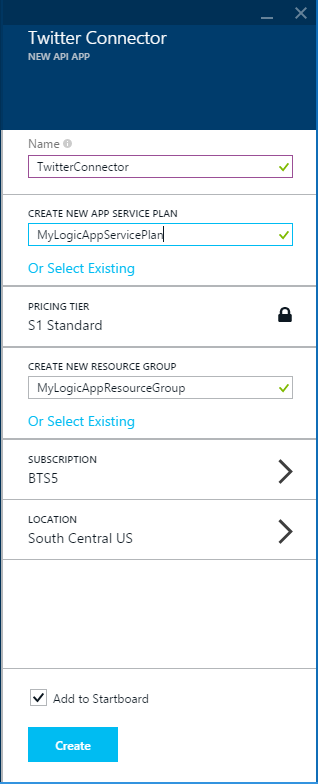 Twitter Connector
NEW API APP
Name
TwitterConnector
CREATE NEW APP SERVICE PLAN
MyLogicAppServicePlan
Or Select Existing
PRICING TIER
S1 Standard
CREATE NEW RESOURCE GROUP
MyLogicAppResourceGroup
Or Select Existing
SUBSCRIPTION
BTS5
LOCATION
South Central US
Add to Startboard
Create